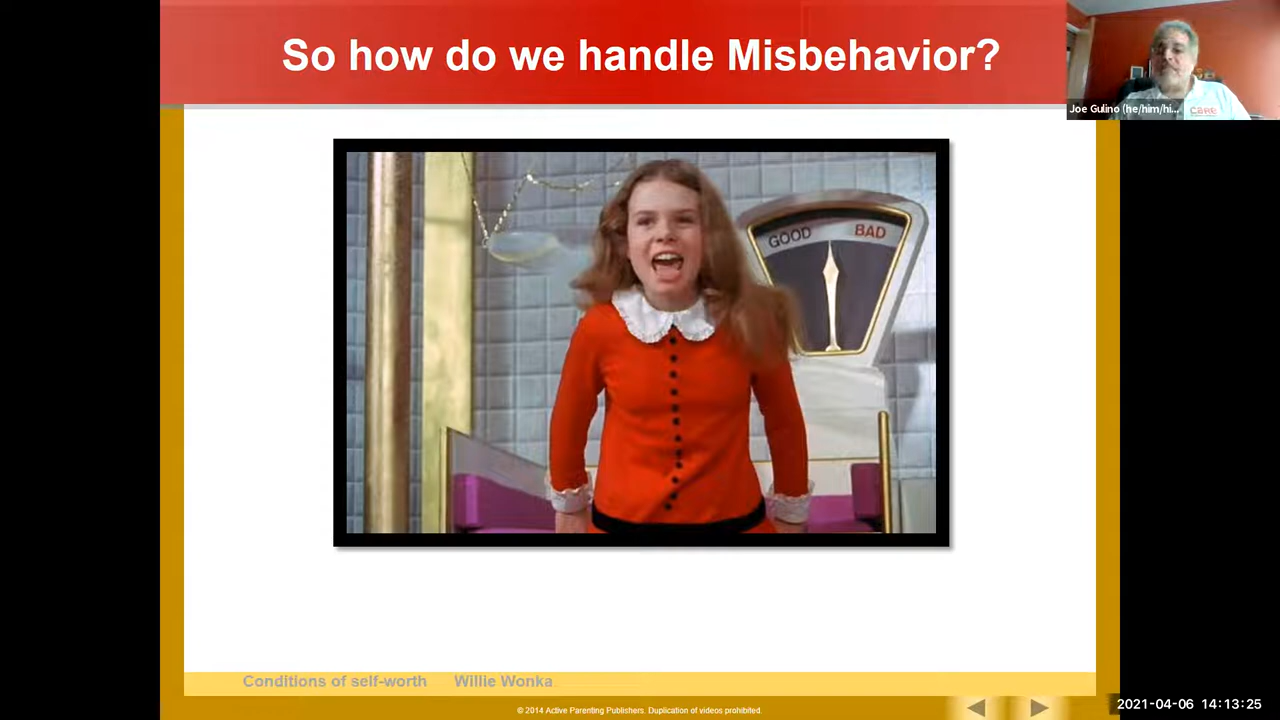 So how do we handle Misbehavior?
Joe Gulino (he/him/hi...
CORE
GOOD
BAD
Conditions of self-worth Willie Wonka
© 2014 Active Parenting Publishers. Duplication of videos prohibited.
2021-04-06 14:13:25